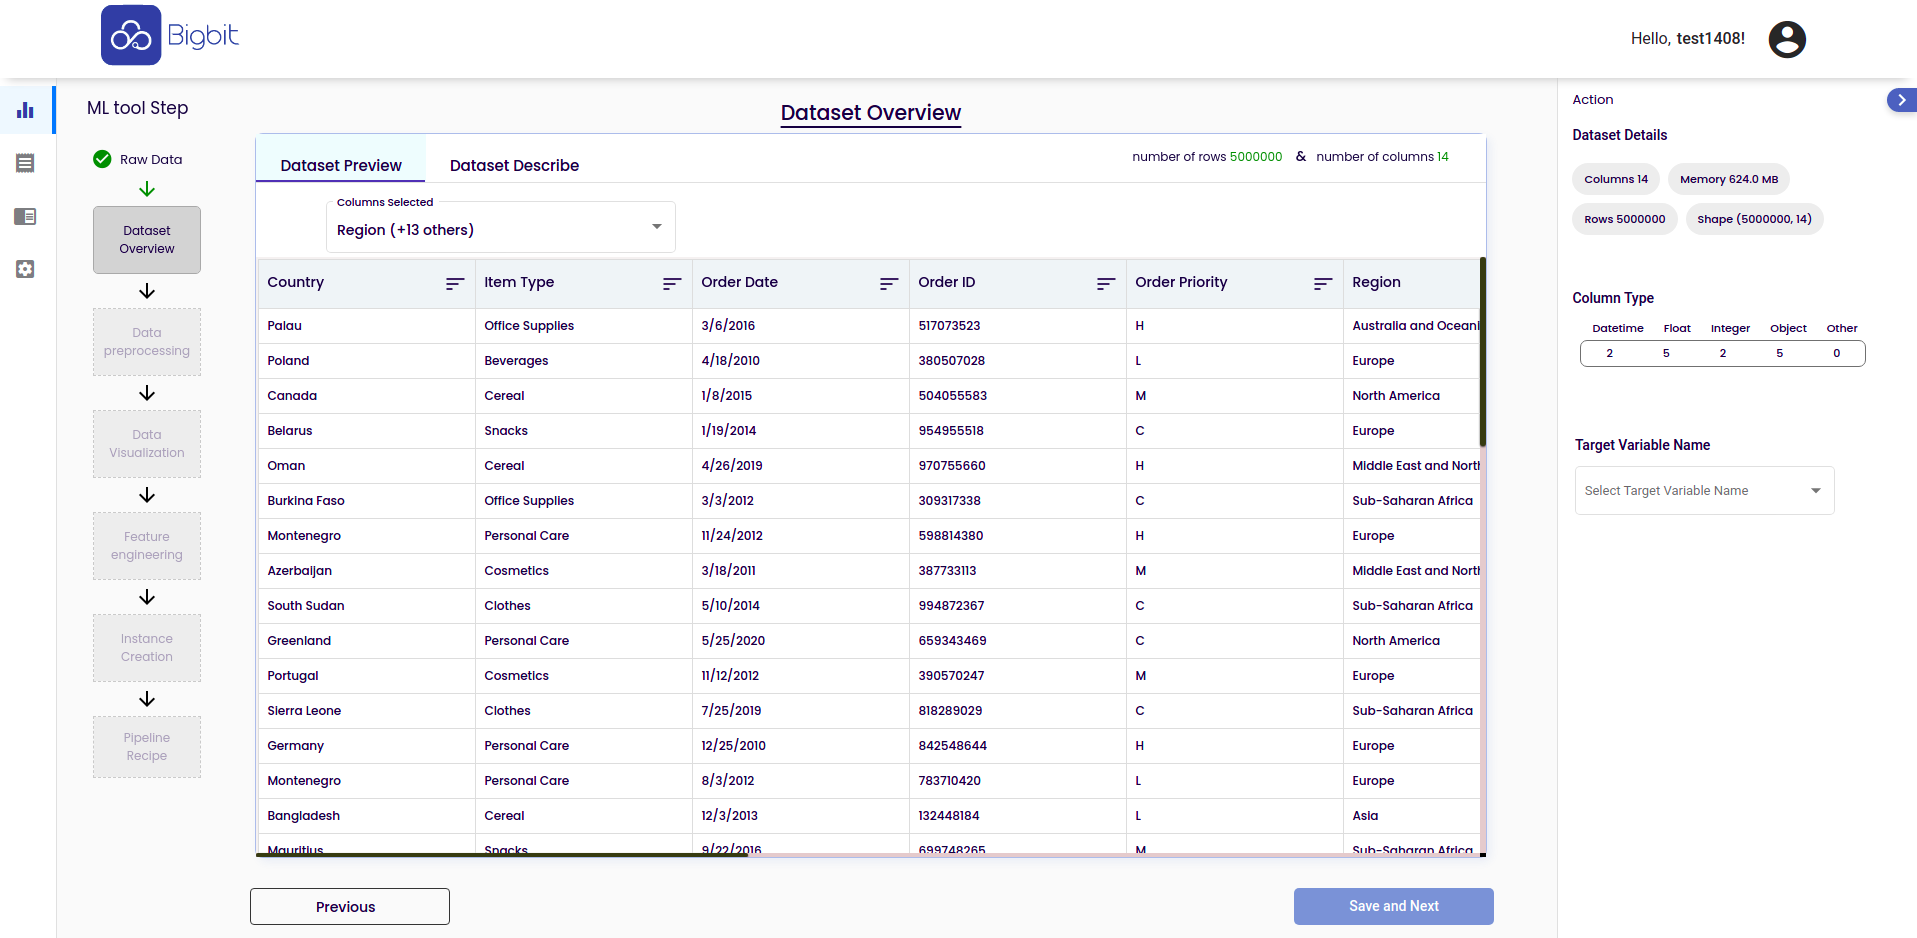 Bigbit
Hello, test1408!
ML tool Step
Raw Data
Dataset
Overview
Data
preprocessing
Data
Visualization
Feature
engineering
Instance
Creation
Pipeline
Recipe
Dataset Overview
Dataset Preview Dataset Describe number of rows 5000000 & number of columns 14
Columns Selected
Region (+13 others)
Country Item Type Order Date Order ID Order Priority Region
Palau Office Supplies 3/6/2016 517073523 H Australia and Oceani
Poland Beverages 4/18/2010 380507028 L Europe
Canada Cereal 1/8/2015 504055583 M North America
Belarus Snacks 1/19/2014 954955518 C Europe
Oman Cereal 4/26/2019 970755660 H Middle East and North
Burkina Faso Office Supplies 3/3/2012 309317338 C Sub-Saharan Africa
Montenegro Personal Care 11/24/2012 598814380 H Europe
Azerbaijan Cosmetics 3/18/2011 387733113 M Middle East and North
South Sudan Clothes 5/10/2014 994872367 C Sub-Saharan Africa
Greenland Personal Care 5/25/2020 659343469 C North America
Portugal Cosmetics 11/12/2012 390570247 M Europe
Sierra Leone Clothes 7/25/2019 818289029 C Sub-Saharan Africa
Germany Personal Care 12/25/2010 842548644 H Europe
Montenegro Personal Care 8/3/2012 783710420 L Europe
Bangladesh Cereal 12/3/2013 132448184 L Asia
Mauritius Snacks 9/22/2016 699748265 M Sub-Saharan Africa
Previous
Save and Next
Action
Dataset Details
Columns 14 Memory 624.0 MB
Rows 5000000 Shape (5000000, 14)
Column Type
Datetime Float Integer Object Other
2 5 2 5 0
Target Variable Name
Select Target Variable Name